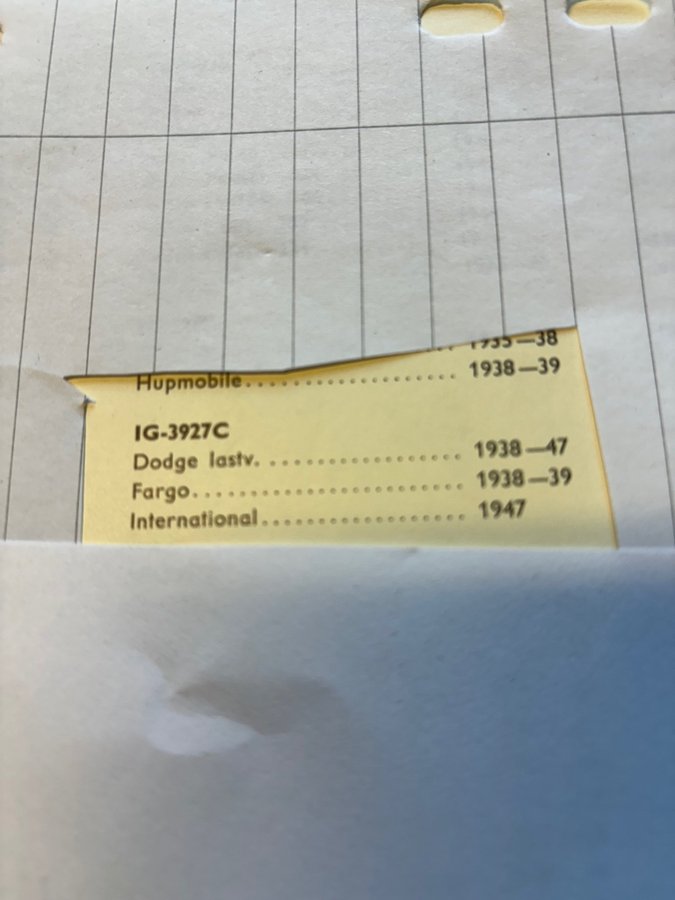 1935—38
Hupmobile.................... 1938—39
IG-3927C
Dodge lastv. .................... 1938—47
Fargo......................... 1938—39
International.................... 1947